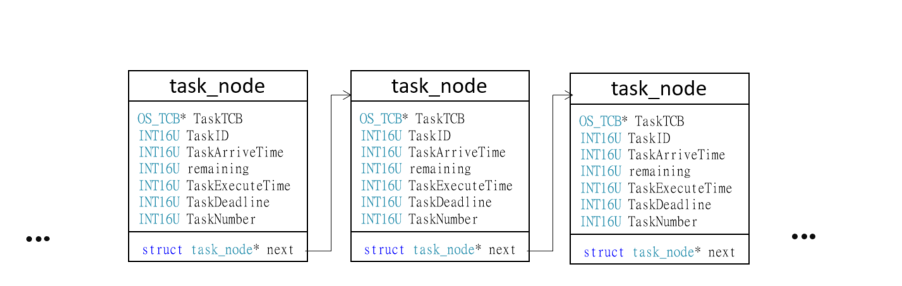 task_node
OS_TCB* TaskTCB
INT16U TaskID
INT16U TaskArriveTime
INT16U remaining
INT16U TaskExecuteTime
INT16U TaskDeadline
INT16U TaskNumber
struct task_node* next
task_node
OS_TCB* TaskTCB
INT16U TaskID
INT16U TaskArriveTime
INT16U remaining
INT16U TaskExecuteTime
INT16U TaskDeadline
INT16U TaskNumber
struct task_node* next
task_node
OS_TCB* TaskTCB
INT16U TaskID
INT16U TaskArriveTime
INT16U remaining
INT16U TaskExecuteTime
INT16U TaskDeadline
INT16U TaskNumber
struct task_node* next